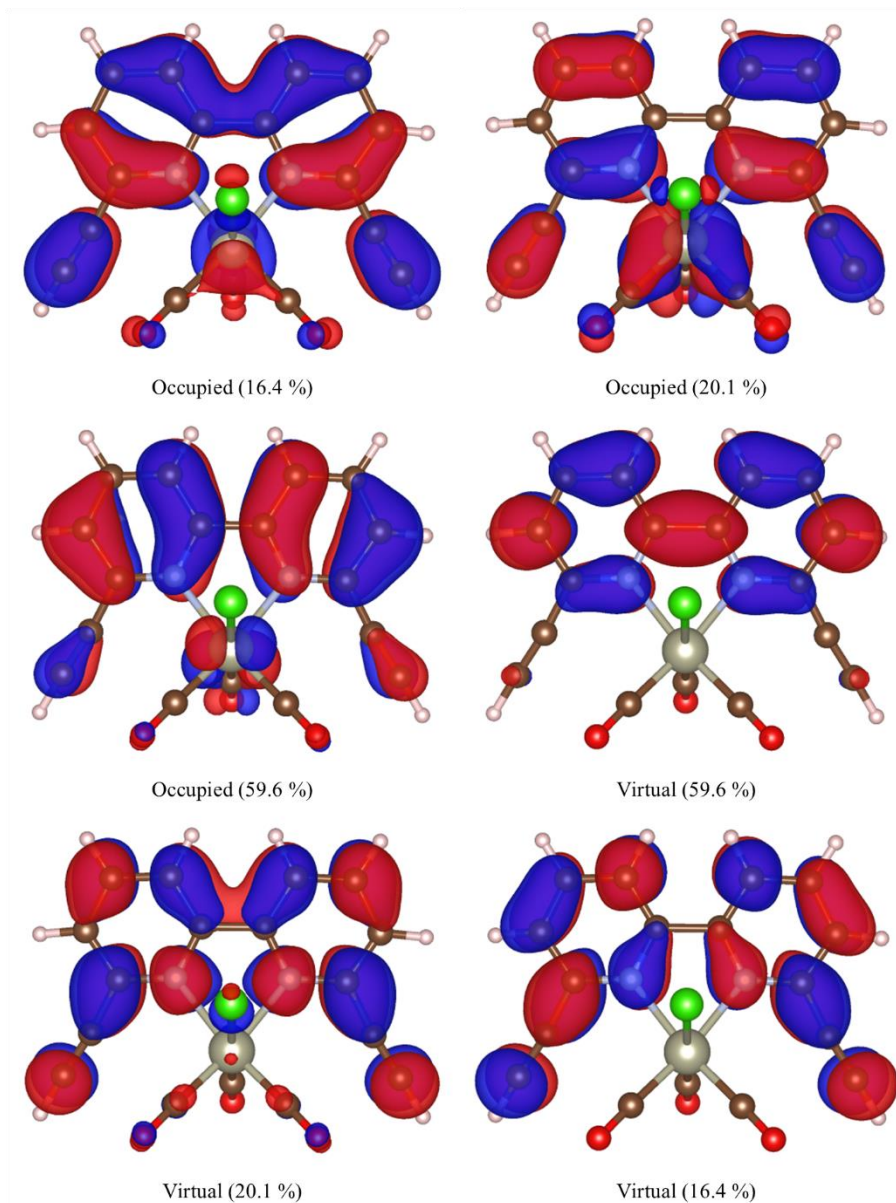 Occupied (16.4 %)
Occupied (20.1 %)
Occupied (59.6 %)
Virtual (59.6 %)
Virtual (20.1 %)
Virtual (16.4 %)